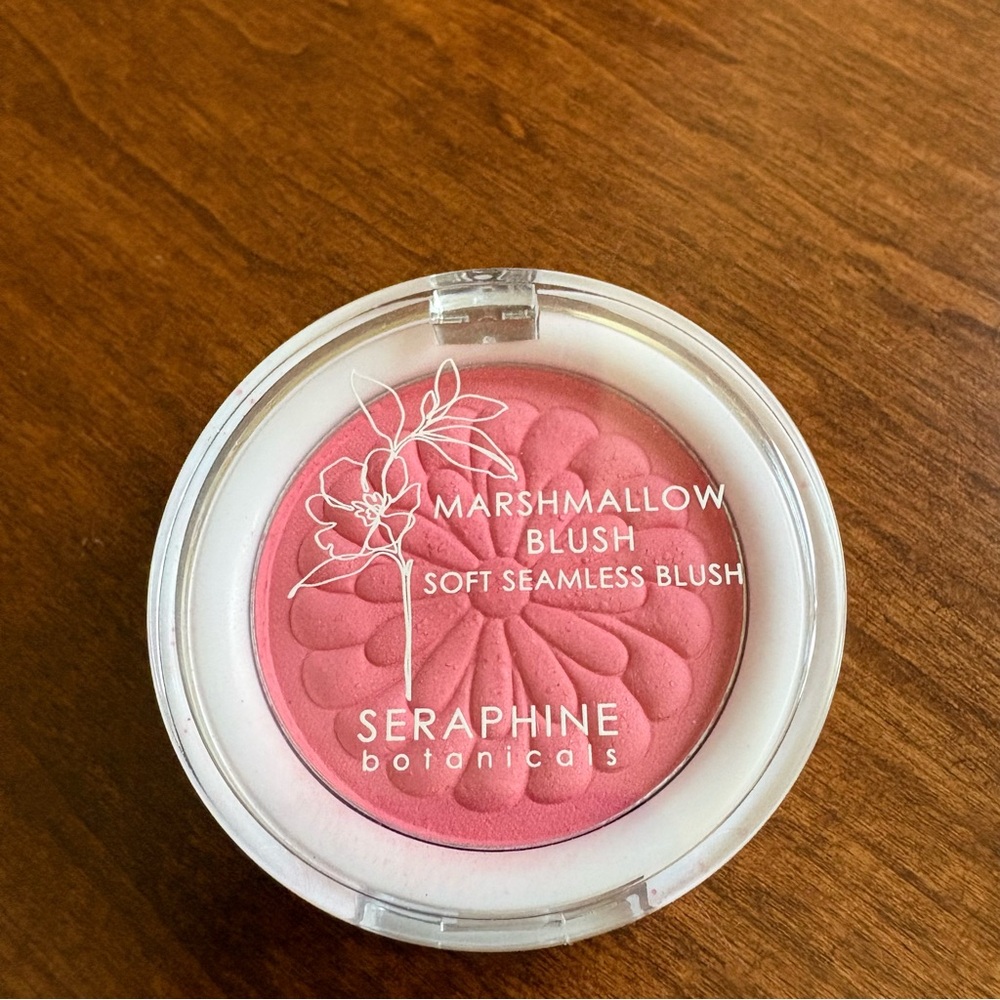 MARSHMALLOW
BLUSH
SOFT SEAMLESS BLUSH
SERAPHINE
botanicals